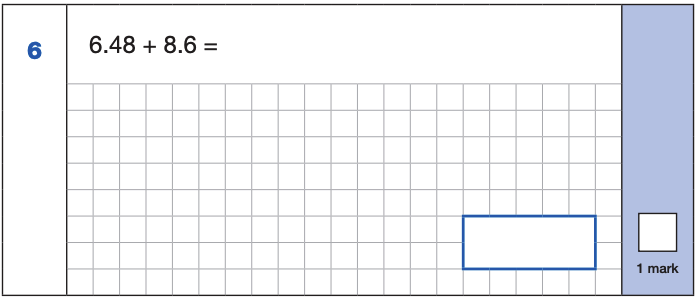 6
6.48 + 8.6 =
1 mark